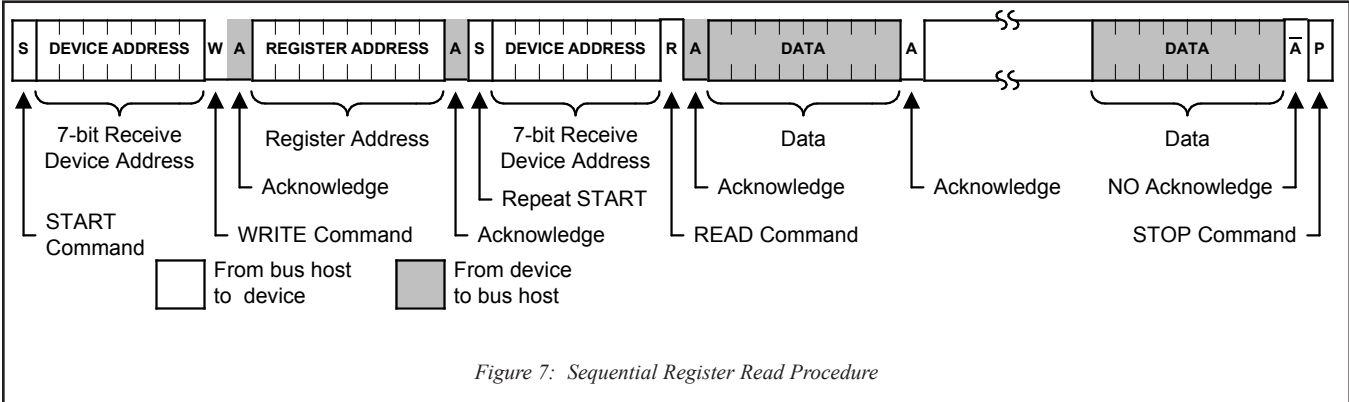 S DEVICE ADDRESS W A REGISTER ADDRESS A S DEVICE ADDRESS R A DATA A DATA A̅ P
7-bit Receive
Device Address
Register Address
7-bit Receive
Device Address
Data
Data
START
Command
Acknowledge
WRITE Command
Repeat START
Acknowledge
Acknowledge
READ Command
Acknowledge
NO Acknowledge
STOP Command
From bus host
to device
From device
to bus host
Figure 7: Sequential Register Read Procedure